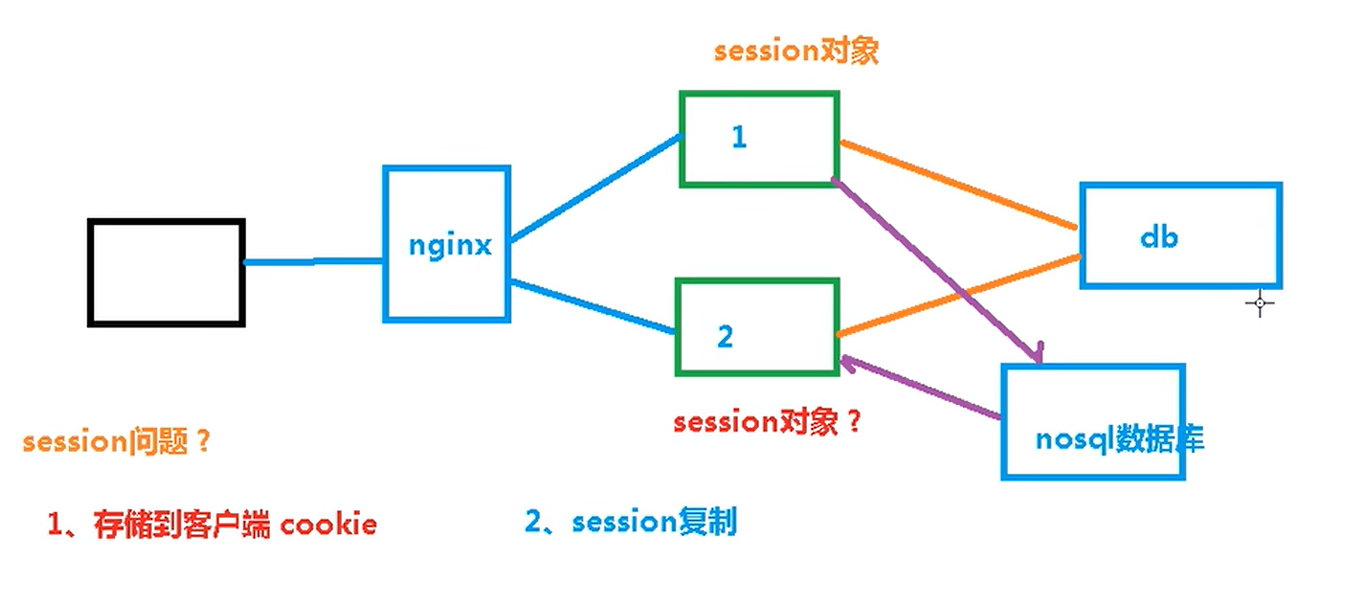 session对象
1
nginx
db
2
session对象？
nosql数据库
session问题？
1、存储到客户端 cookie
2、session复制